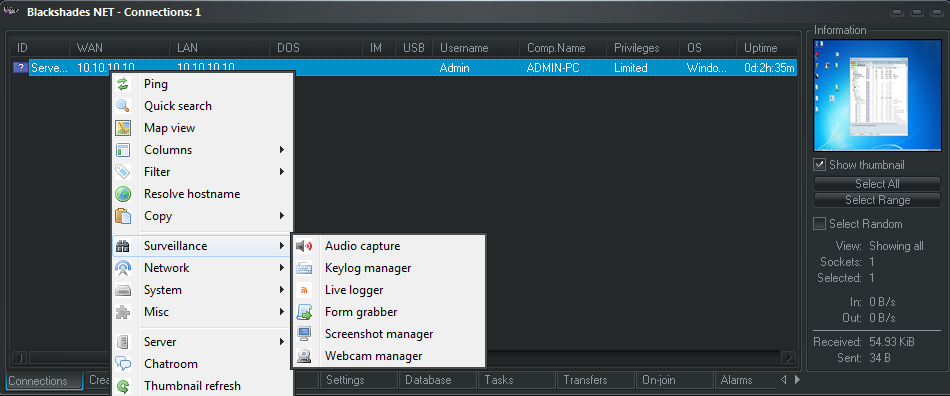 Blackshades NET - Connections: 1
ID WAN LAN DOS IM USB Username Comp.Name Privileges OS Uptime
? Serve... 10.10.10.10 10.10.10.10 Admin ADMIN-PC Limited Windo... 0d:2h:35m
Ping
Quick search
Map view
Columns
Filter
Resolve hostname
Copy
Surveillance
Network
System
Misc
Server
Chatroom
Thumbnail refresh
Audio capture
Keylog manager
Live logger
Form grabber
Screenshot manager
Webcam manager
Information
Show thumbnail
Select All
Select Range
Select Random
View: Showing all
Sockets: 1
Selected: 1
In: 0 B/s
Out: 0 B/s
Received: 54.93 KiB
Sent: 34 B
Connections Crea Settings Database Tasks Transfers On-join Alarms